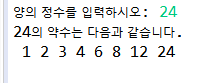 양의 정수를 입력하시오: 24
24의 약수는 다음과 같습니다.
1 2 3 4 6 8 12 24